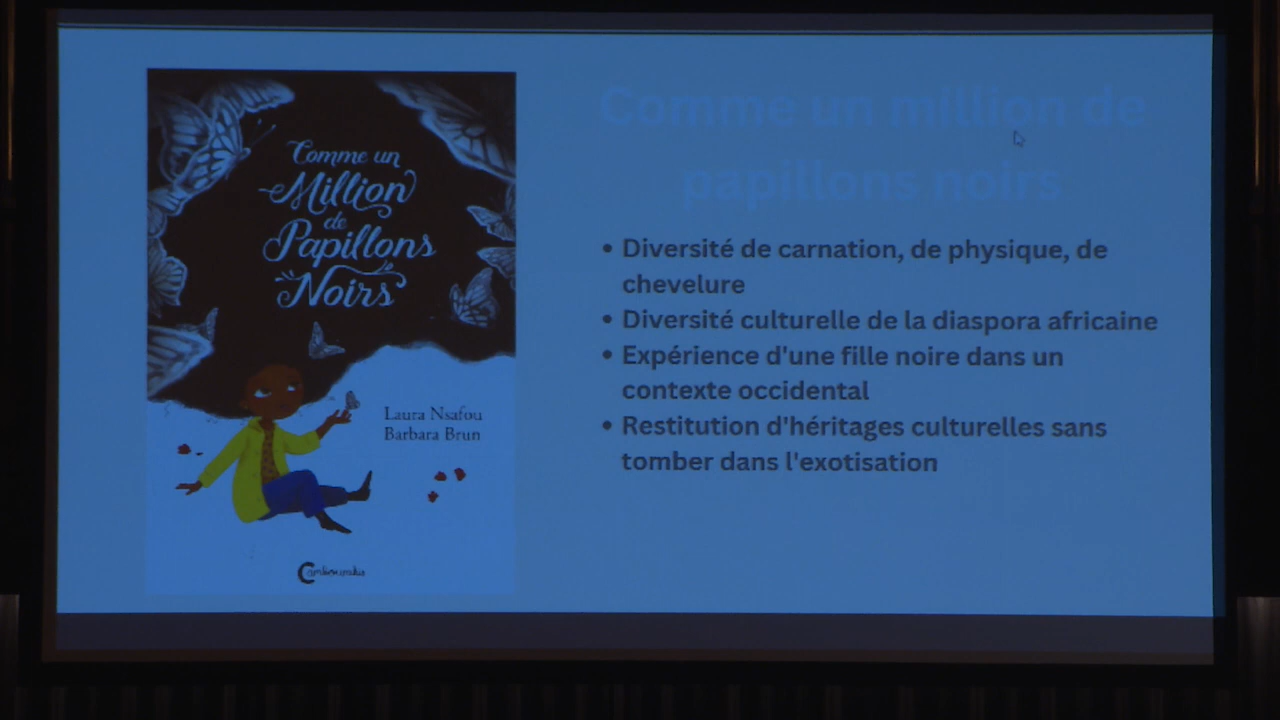 Comme un
Million
de
Papillons
Noirs
Laura Nsafou
Barbara Brun
Cambourakis
Comme un million de
papillons noirs
• Diversité de carnation, de physique, de
chevelure
• Diversité culturelle de la diaspora africaine
• Expérience d'une fille noire dans un
contexte occidental
• Restitution d'héritages culturelles sans
tomber dans l'exotisation